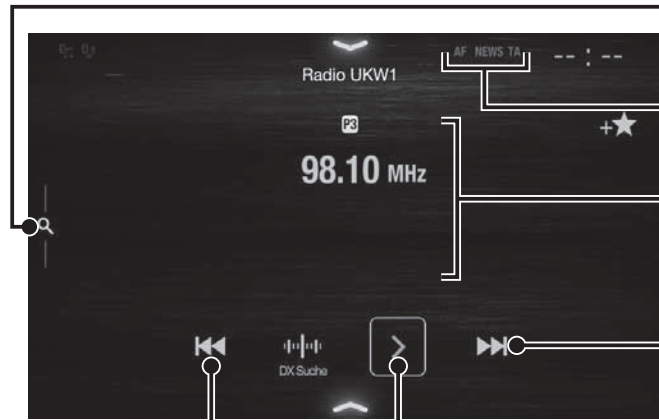 AF NEWS TA -- : --
Radio UKW1
P3
98.10 MHz
DX Suche